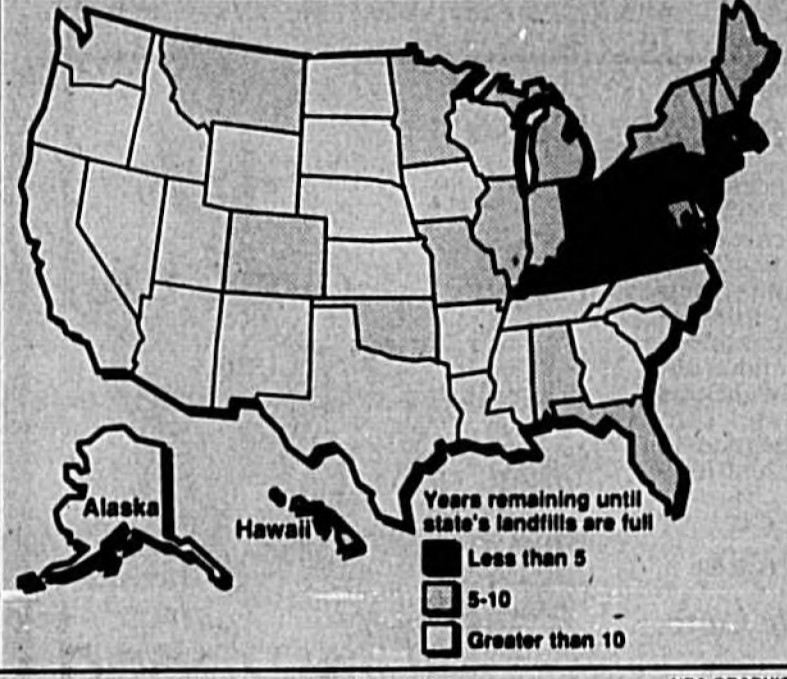 Alaska
Hawaii
Years remaining until
state's landfills are full
Less than 5
5-10
Greater than 10